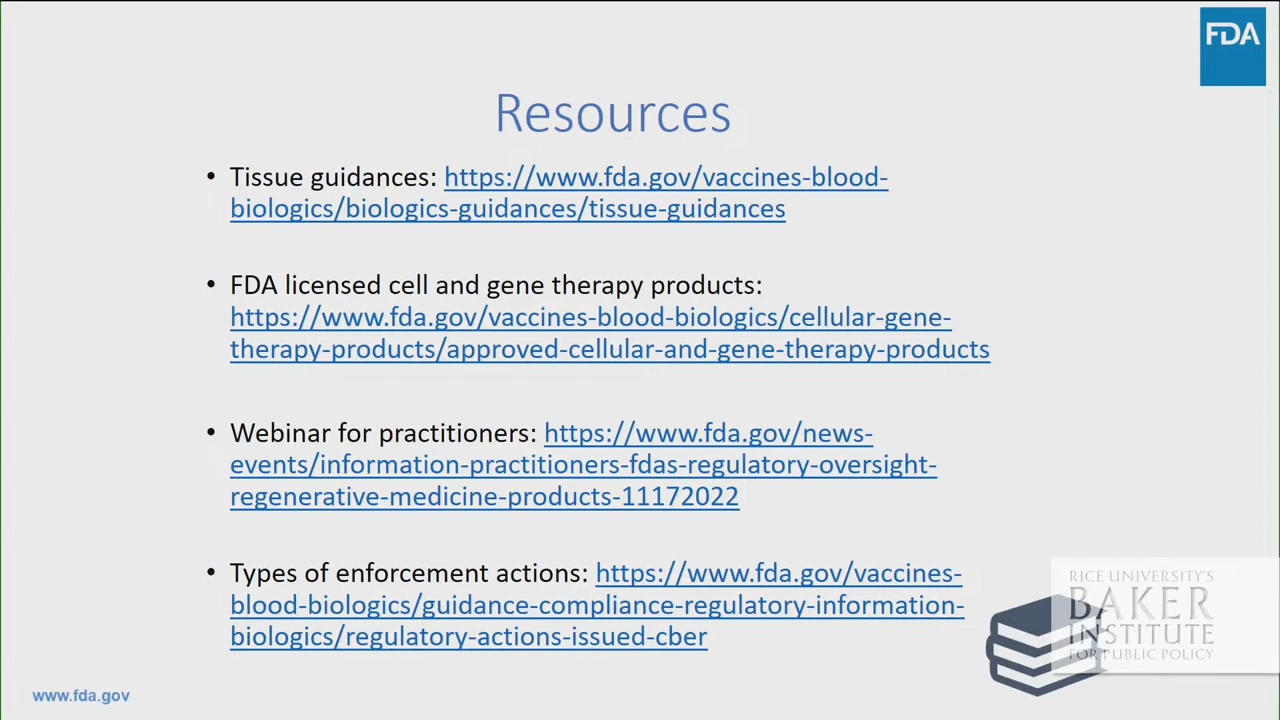 FDA
Resources
• Tissue guidances: https://www.fda.gov/vaccines-blood-
biologics/biologics-guidances/tissue-guidances
• FDA licensed cell and gene therapy products:
https://www.fda.gov/vaccines-blood-biologics/cellular-gene-
therapy-products/approved-cellular-and-gene-therapy-products
• Webinar for practitioners: https://www.fda.gov/news-
events/information-practitioners-fdas-regulatory-oversight-
regenerative-medicine-products-11172022
• Types of enforcement actions: https://www.fda.gov/vaccines-
blood-biologics/guidance-compliance-regulatory-information-
biologics/regulatory-actions-issued-cber
RICE UNIVERSITY'S
BAKER
INSTITUTE
FOR PUBLIC POLICY
www.fda.gov